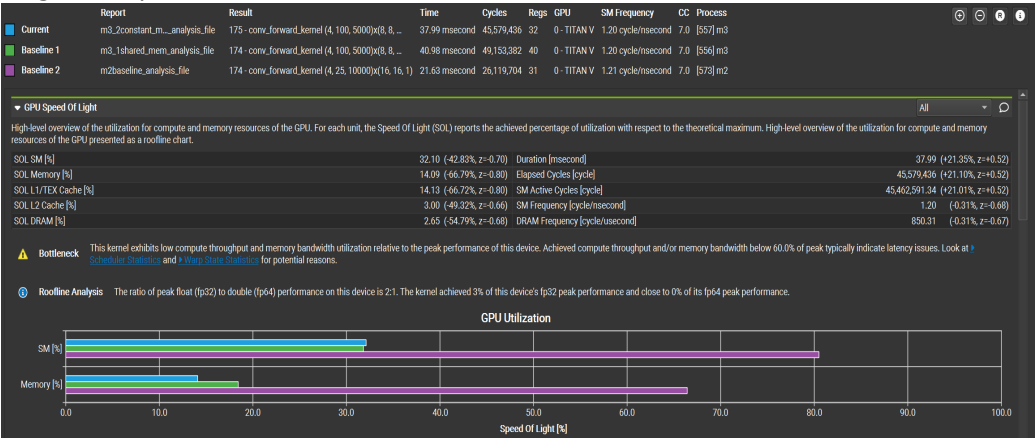 Report Result Time Cycles Regs GPU SM Frequency CC Process
Current m3_2constant_m..._analysis_file 175 - conv_forward_kernel (4, 100, 5000)x(8, 8, ... 37.99 msecond 45,579,436 32 0 - TITAN V 1.20 cycle/nsecond 7.0 [557] m3
Baseline 1 m3_1shared_mem_analysis_file 174 - conv_forward_kernel (4, 100, 5000)x(8, 8, ... 40.98 msecond 49,153,382 40 0 - TITAN V 1.20 cycle/nsecond 7.0 [556] m3
Baseline 2 m2baseline_analysis_file 174 - conv_forward_kernel (4, 25, 10000)x(16, 16, 1) 21.63 msecond 26,119,704 31 0 - TITAN V 1.21 cycle/nsecond 7.0 [573] m2
GPU Speed Of Light All
High-level overview of the utilization for compute and memory resources of the GPU. For each unit, the Speed Of Light (SOL) reports the achieved percentage of utilization with respect to the theoretical maximum. High-level overview of the utilization for compute and memory
resources of the GPU presented as a roofline chart.
SOL SM [%] 32.10 (-42.83%, z=-0.70) Duration [msecond] 37.99 (+21.35%, z=+0.52)
SOL Memory [%] 14.09 (-66.72%, z=-0.80) Elapsed Cycles [cycle] 45,579,436 (+21.10%, z=+0.52)
SOL L1/TEX Cache [%] 14.13 (-66.72%, z=-0.80) SM Active Cycles [cycle] 45,462,591.34 (+21.01%, z=+0.52)
SOL L2 Cache [%] 3.00 (-49.32%, z=-0.66) SM Frequency [cycle/nsecond] 1.20 (-0.31%, z=-0.68)
SOL DRAM [%] 2.65 (-54.79%, z=-0.68) DRAM Frequency [cycle/usecond] 850.31 (-0.31%, z=-0.67)
Bottleneck This kernel exhibits low compute throughput and memory bandwidth utilization relative to the peak performance of this device. Achieved compute throughput and/or memory bandwidth below 60.0% of peak typically indicate latency issues. Look at
Scheduler Statistics and Warp State Statistics for potential reasons.
Roofline Analysis The ratio of peak float (fp32) to double (fp64) performance on this device is 2:1. The kernel achieved 3% of this device's fp32 peak performance and close to 0% of its fp64 peak performance.
GPU Utilization
SM [%]
Memory [%]
0.0 10.0 20.0 30.0 40.0 50.0 60.0 70.0 80.0 90.0 100.0
Speed Of Light [%]